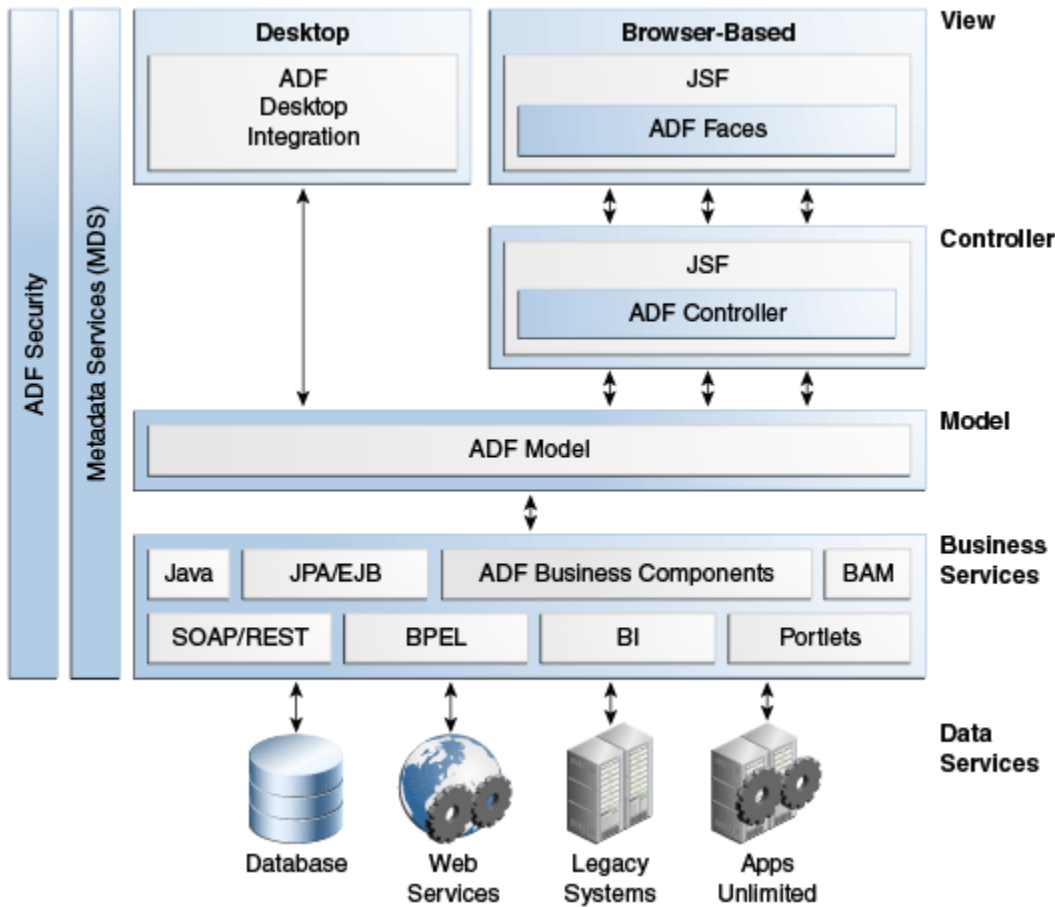 ADF Security
Metadata Services (MDS)
Desktop
ADF
Desktop
Integration
Browser-Based
JSF
ADF Faces
View
JSF
ADF Controller
Controller
ADF Model
Model
Java
JPA/EJB
ADF Business Components
BAM
SOAP/REST
BPEL
BI
Portlets
Business
Services
Data
Services
Database
Web
Services
Legacy
Systems
Apps
Unlimited